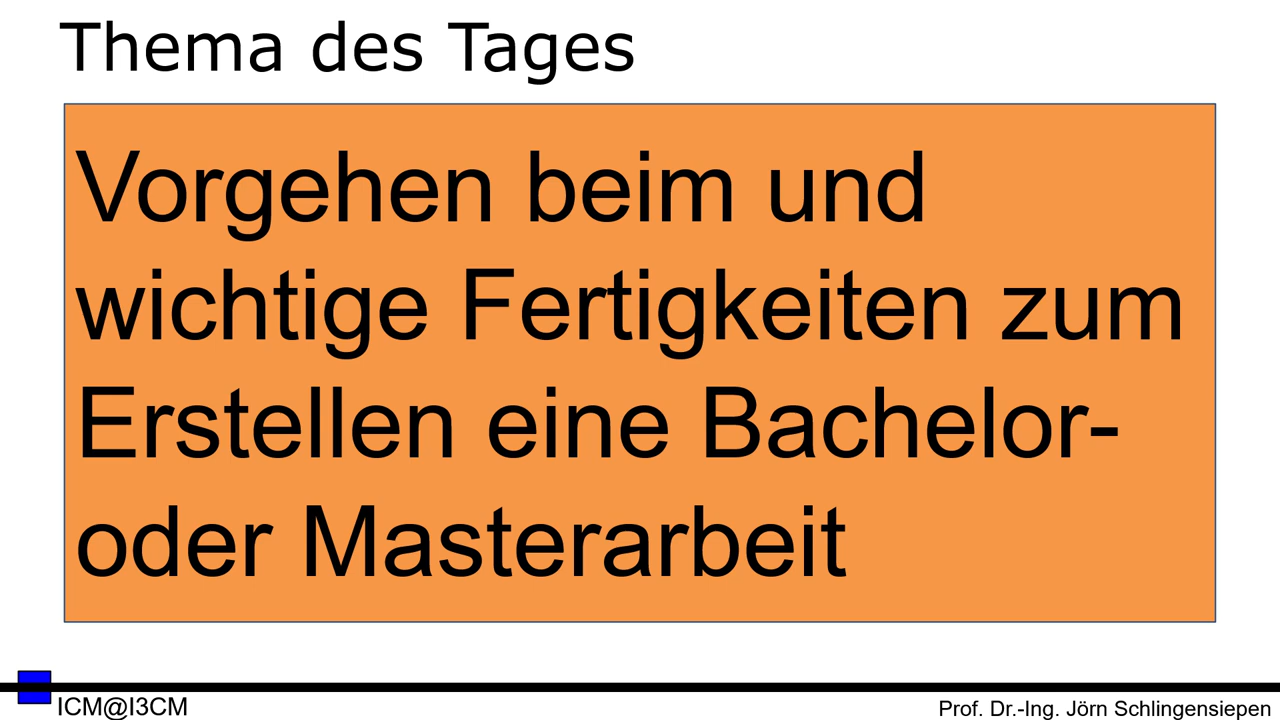 Thema des Tages
Vorgehen beim und
wichtige Fertigkeiten zum
Erstellen eine Bachelor-
oder Masterarbeit
ICM@I3CM
Prof. Dr.-Ing. Jörn Schlingensiepen